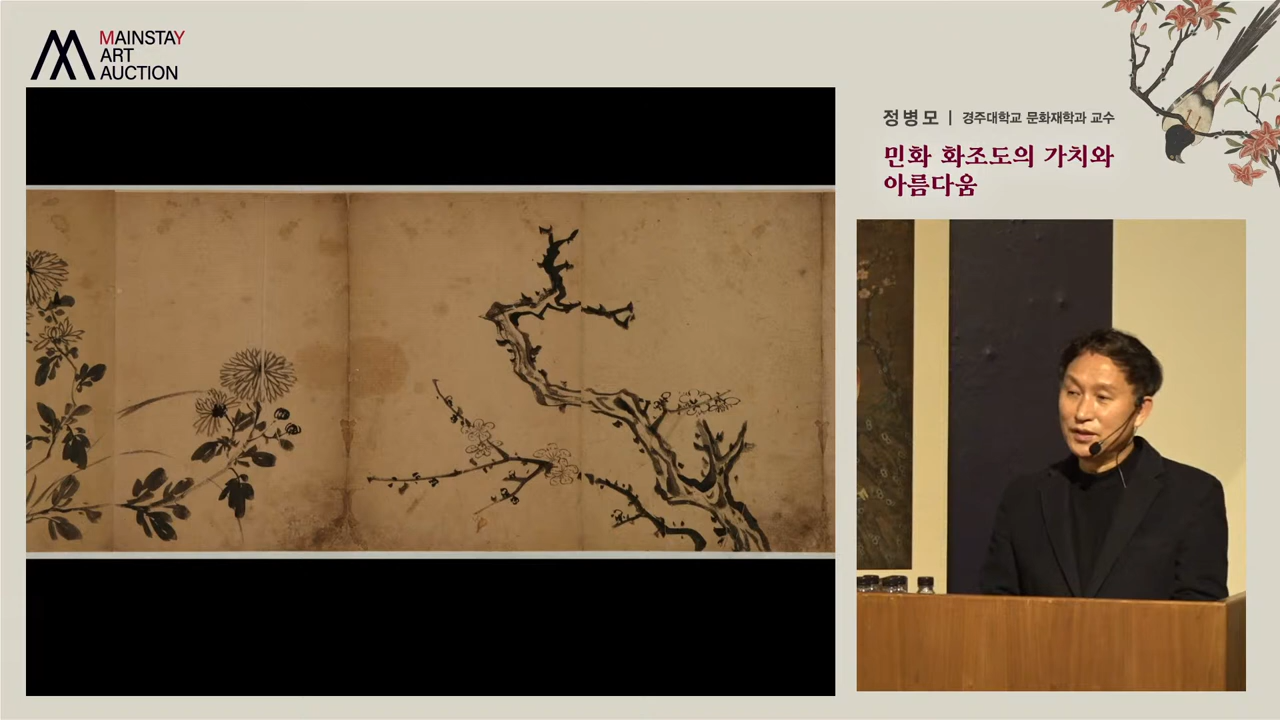 MAINSTAY
ART
AUCTION
정병모 | 경주대학교 문화재학과 교수
민화 화조도의 가치와
아름다움